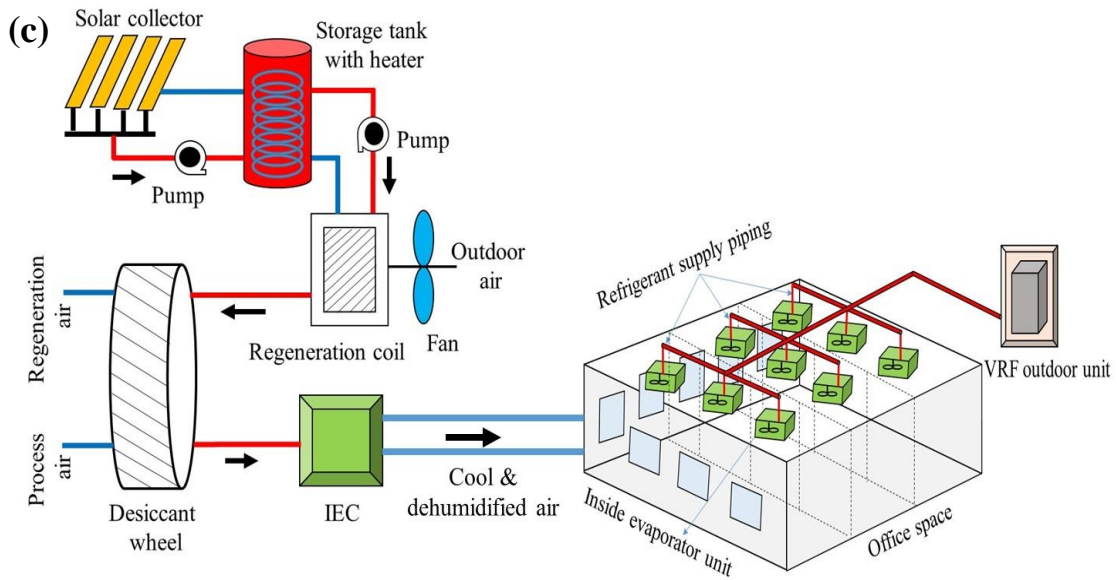 (c)
Solar collector
Storage tank
with heater
Pump
Pump
Outdoor
air
Fan
Regeneration coil
Regeneration
air
Process
air
Desiccant
wheel
IEC
Cool &
dehumidified air
Refrigerant supply piping
VRF outdoor unit
Inside evaporator unit
Office space